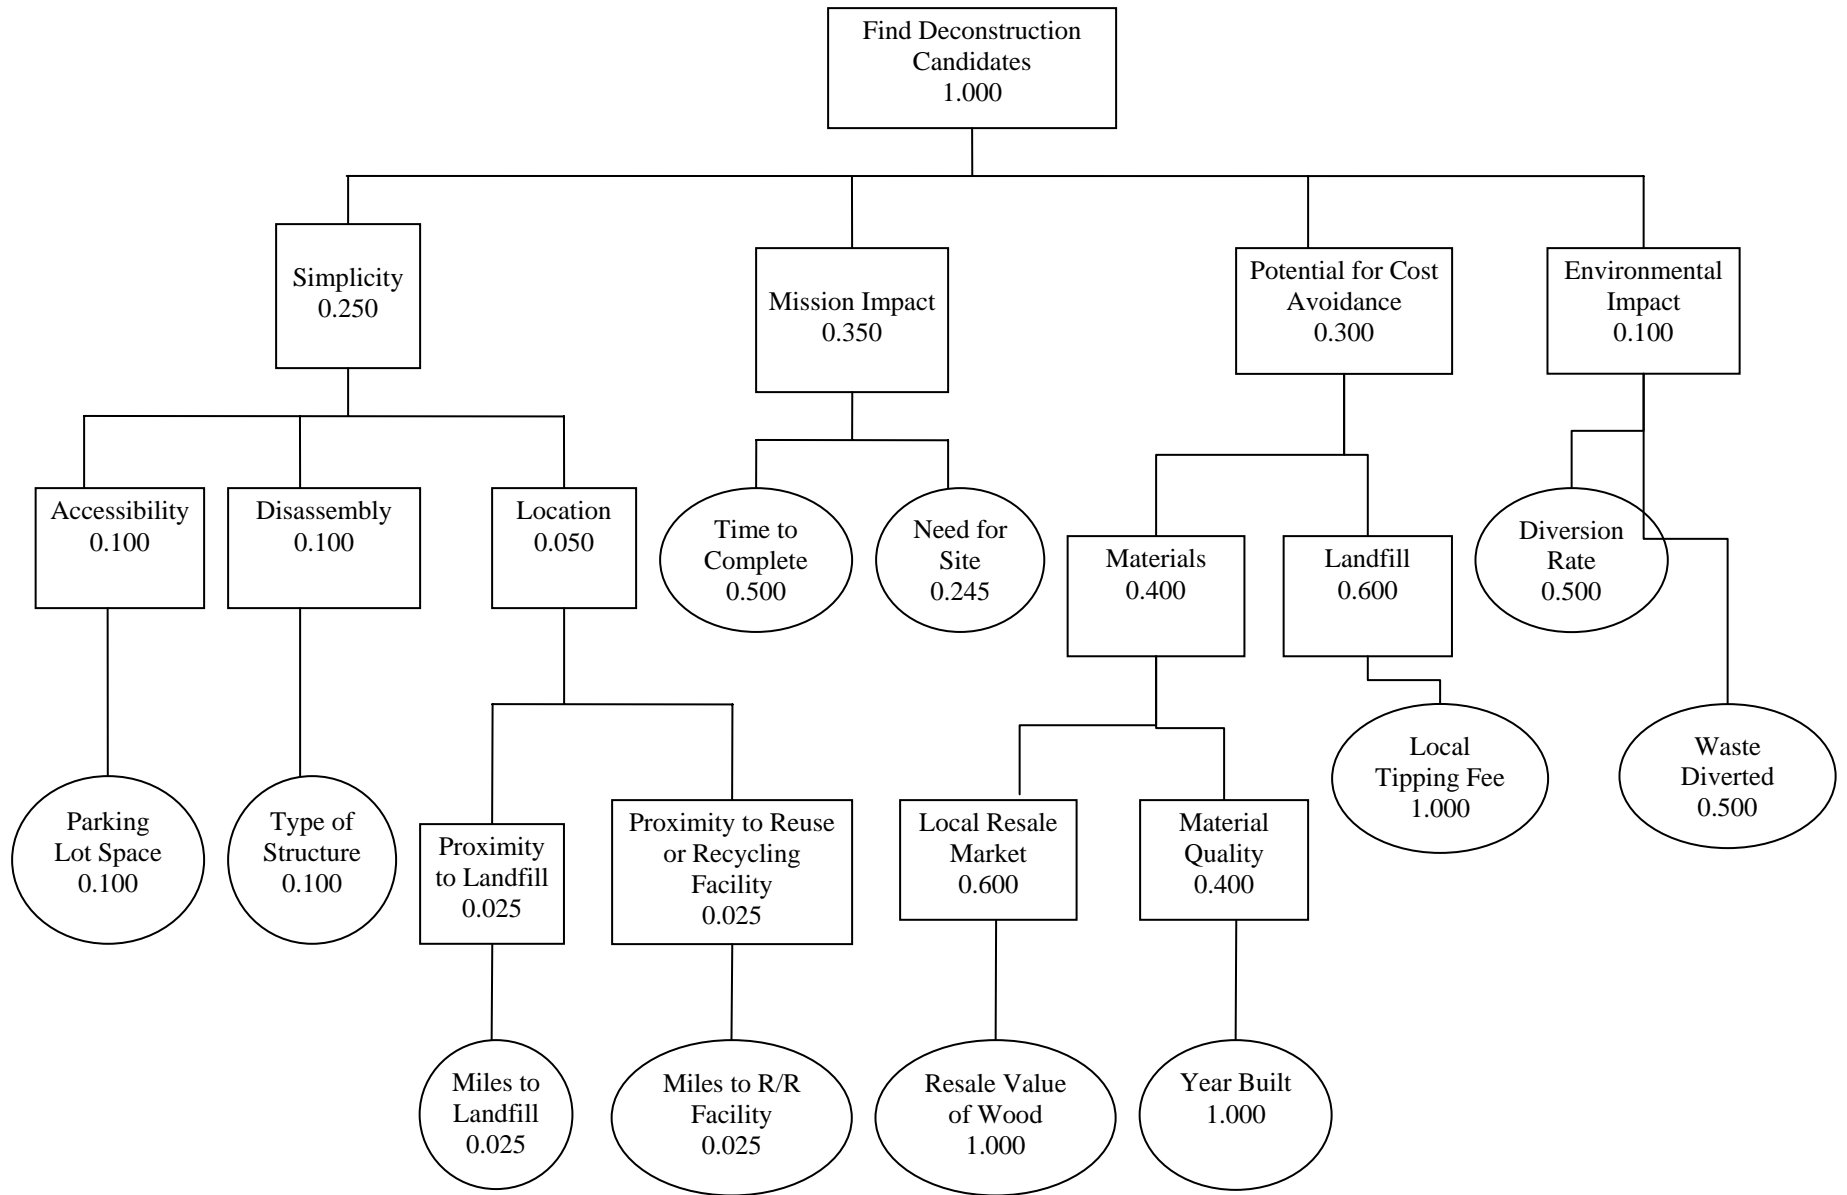 Find Deconstruction
Candidates
1.000
Simplicity
0.250
Mission Impact
0.350
Potential for Cost
Avoidance
0.300
Environmental
Impact
0.100
Accessibility
0.100
Disassembly
0.100
Location
0.050
Time to
Complete
0.500
Need for
Site
0.245
Materials
0.400
Landfill
0.600
Diversion
Rate
0.500
Local
Tipping Fee
1.000
Waste
Diverted
0.500
Parking
Lot Space
0.100
Type of
Structure
0.100
Proximity
to Landfill
0.025
Proximity to Reuse
or Recycling
Facility
0.025
Local Resale
Market
0.600
Material
Quality
0.400
Miles to
Landfill
0.025
Miles to R/R
Facility
0.025
Resale Value
of Wood
1.000
Year Built
1.000